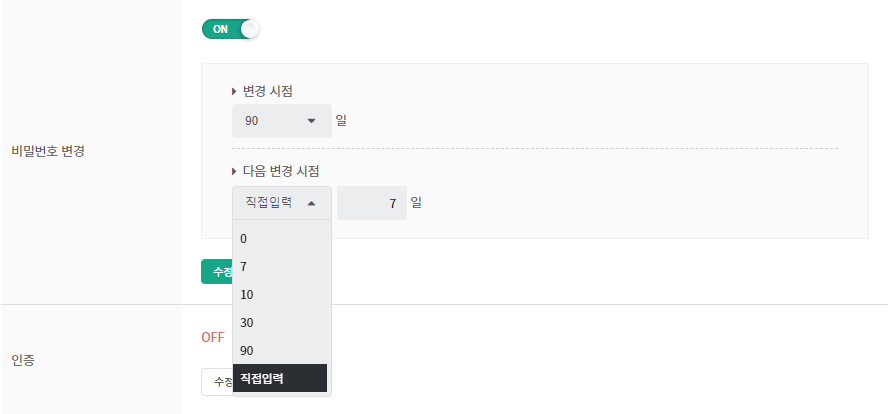 ON
비밀번호 변경
변경 시점
90 일
다음 변경 시점
직접입력 7 일
0
7
10
30
90
직접입력
수정
인증
OFF
수정